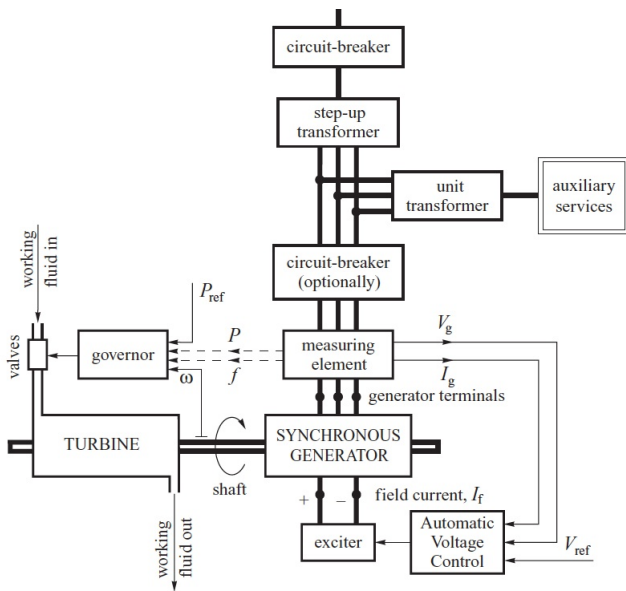 circuit-breaker
step-up
transformer
unit
transformer
auxiliary
services
working
fluid in
circuit-breaker
(optionally)
Pref
valves
governor
P
f
ω
measuring
element
Vg
Ig
generator terminals
TURBINE
shaft
SYNCHRONOUS
GENERATOR
+
–
field current, If
working
fluid out
exciter
Automatic
Voltage
Control
Vref